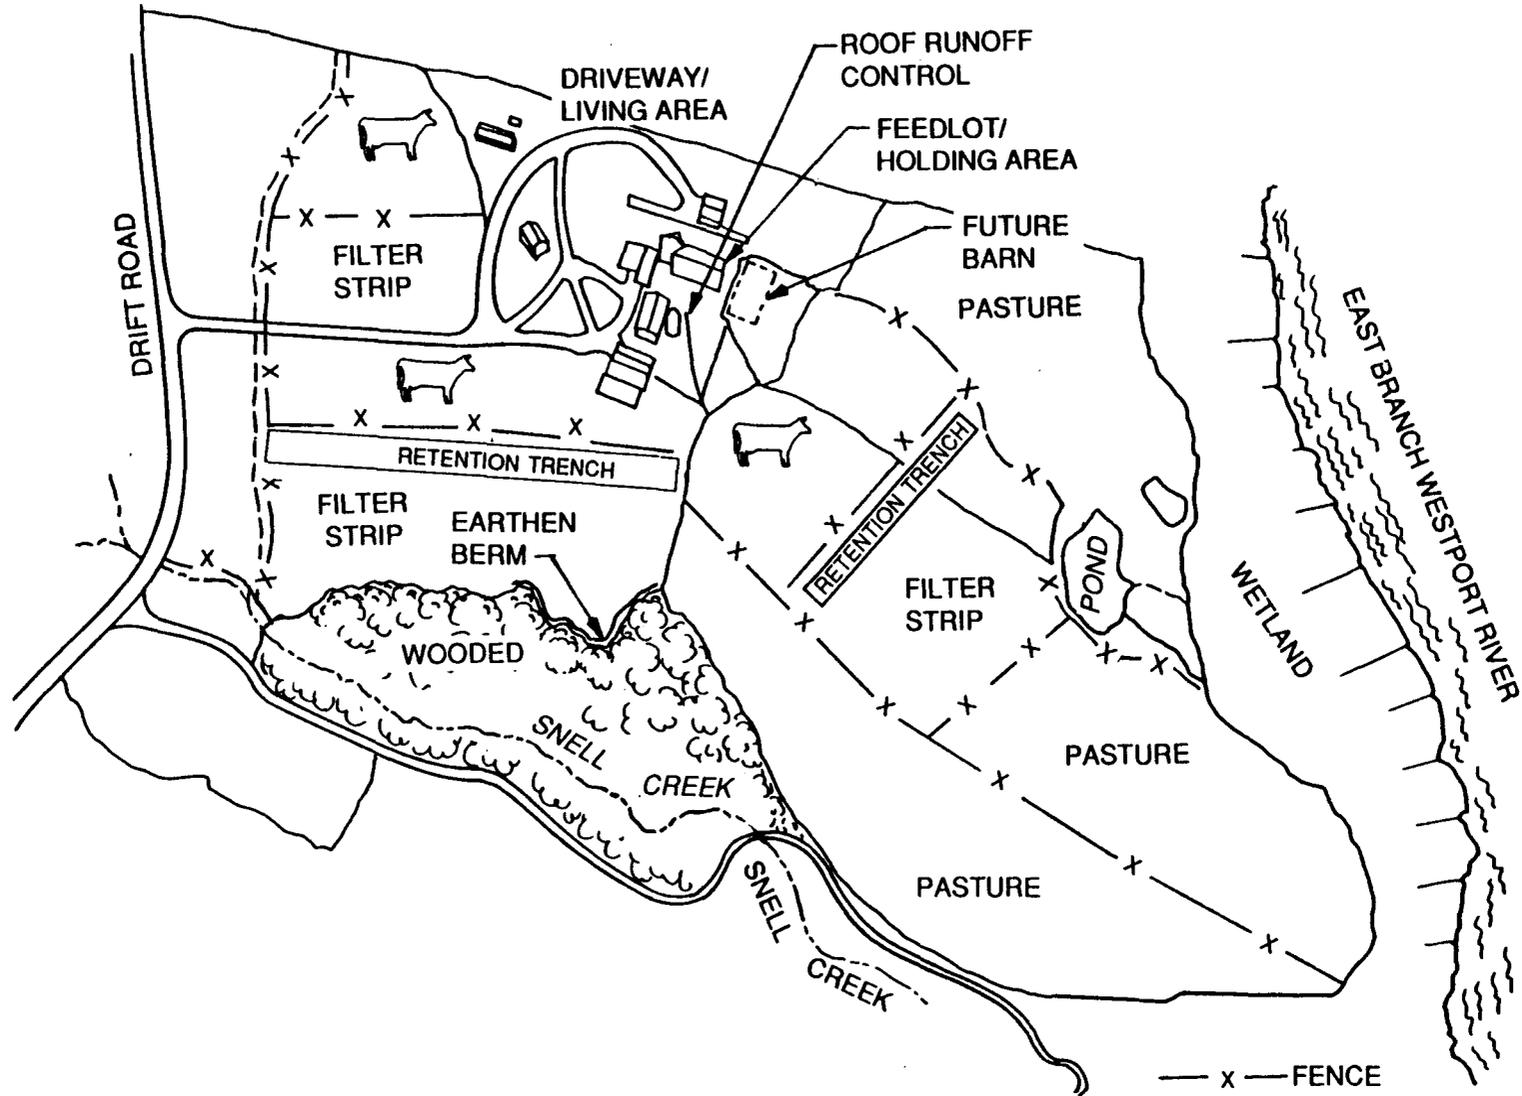 ROOF RUNOFF
CONTROL
DRIVEWAY/
LIVING AREA
FEEDLOT/
HOLDING AREA
FUTURE
BARN
FILTER
STRIP
DRIFT ROAD
PASTURE
EAST BRANCH WESTPORT RIVER
RETENTION TRENCH
RETENTION TRENCH
FILTER
STRIP
EARTHEN
BERM
POND
FILTER
STRIP
WETLAND
WOODED
SNELL
CREEK
PASTURE
PASTURE
SNELL
CREEK
X FENCE